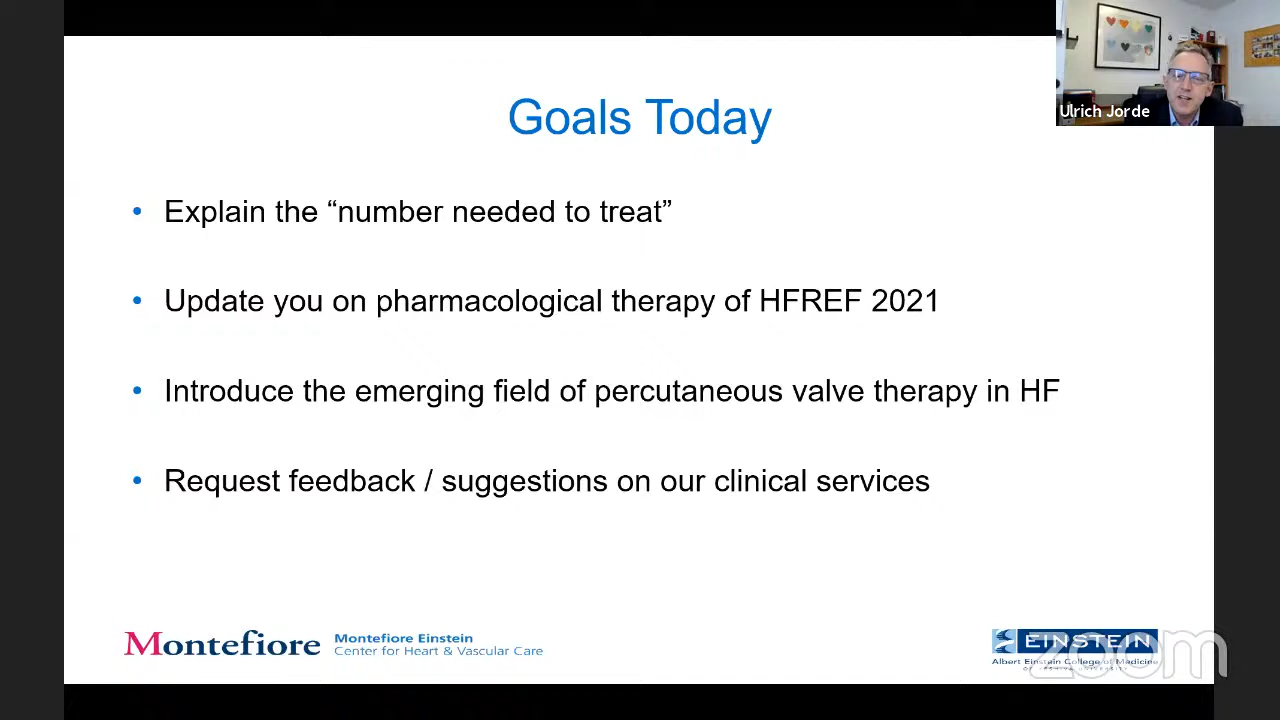 Ulrich Jorde
Goals Today
• Explain the “number needed to treat”
• Update you on pharmacological therapy of HFREF 2021
• Introduce the emerging field of percutaneous valve therapy in HF
• Request feedback / suggestions on our clinical services
Montefiore
Montefiore Einstein
Center for Heart & Vascular Care
EINSTEIN
Albert Einstein College of Medicine
zoom